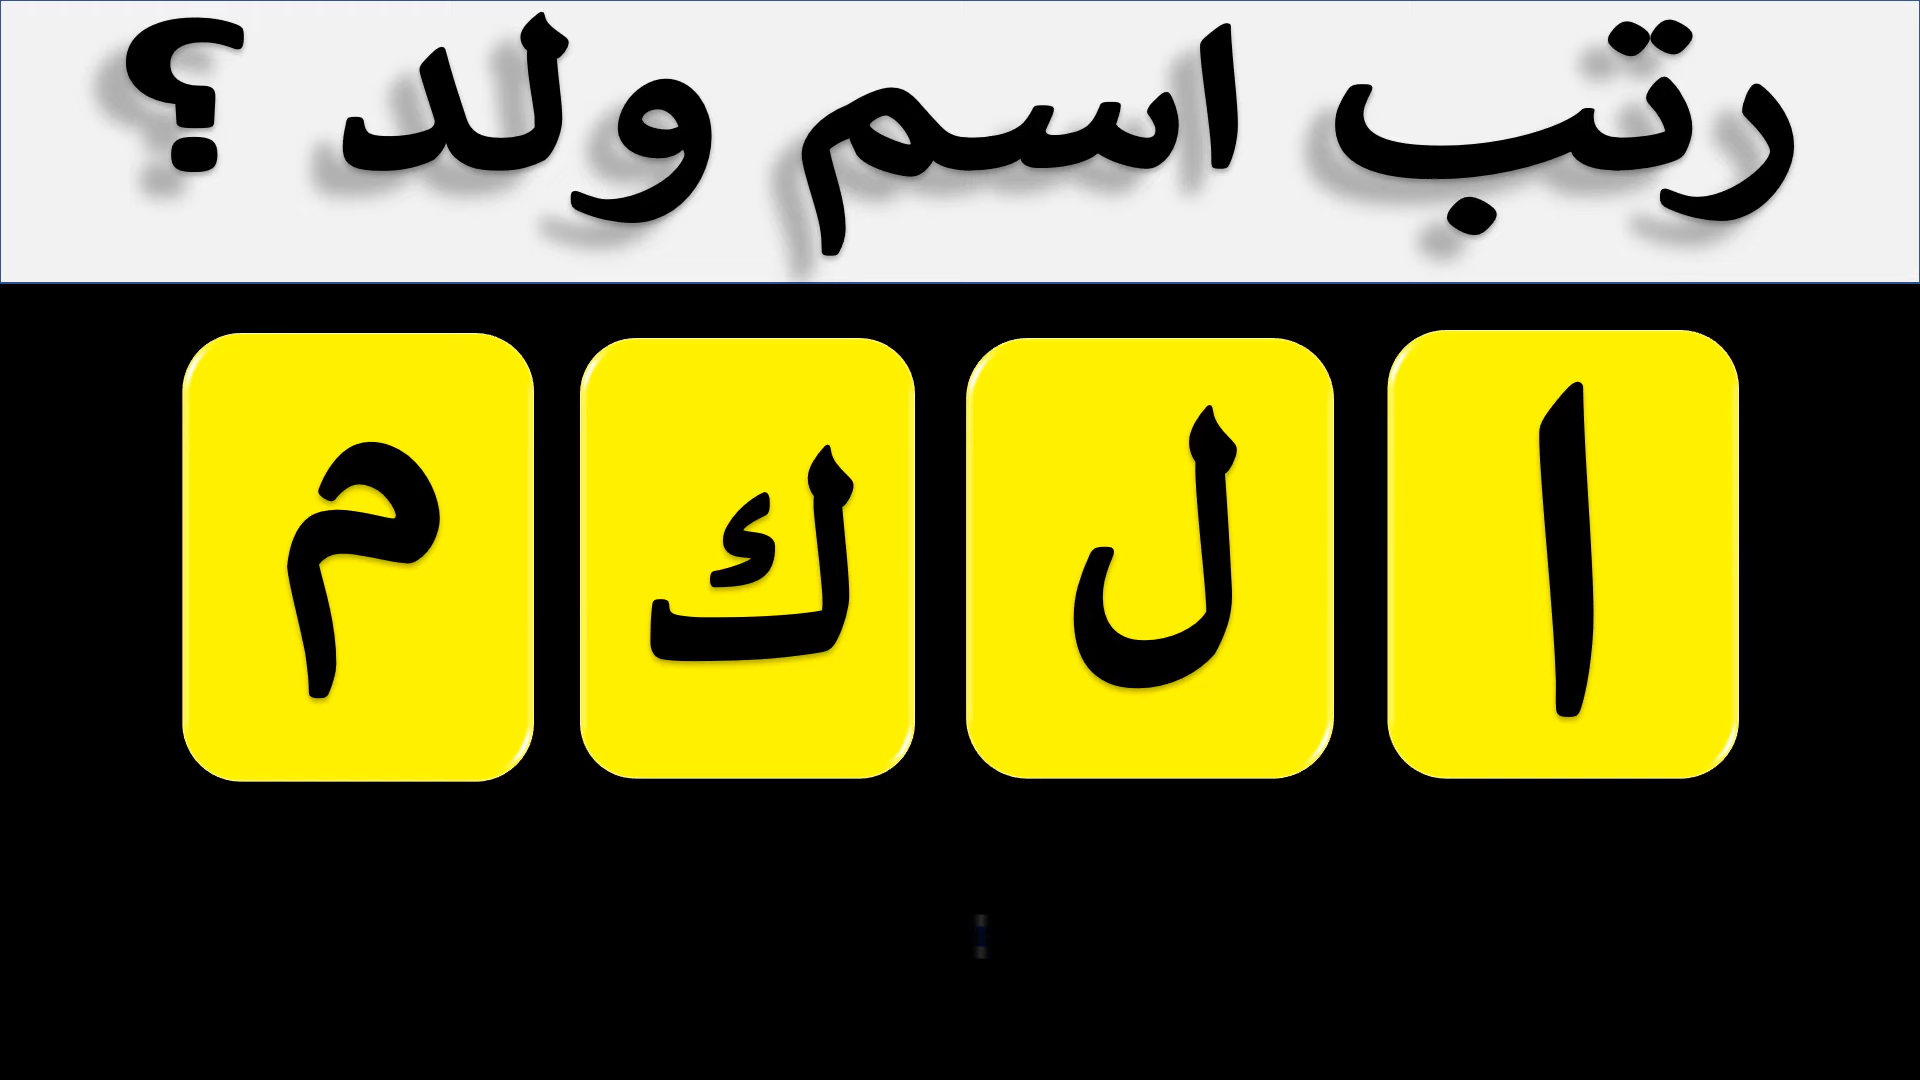 رتب اسم ولد ؟
ا ل ك م